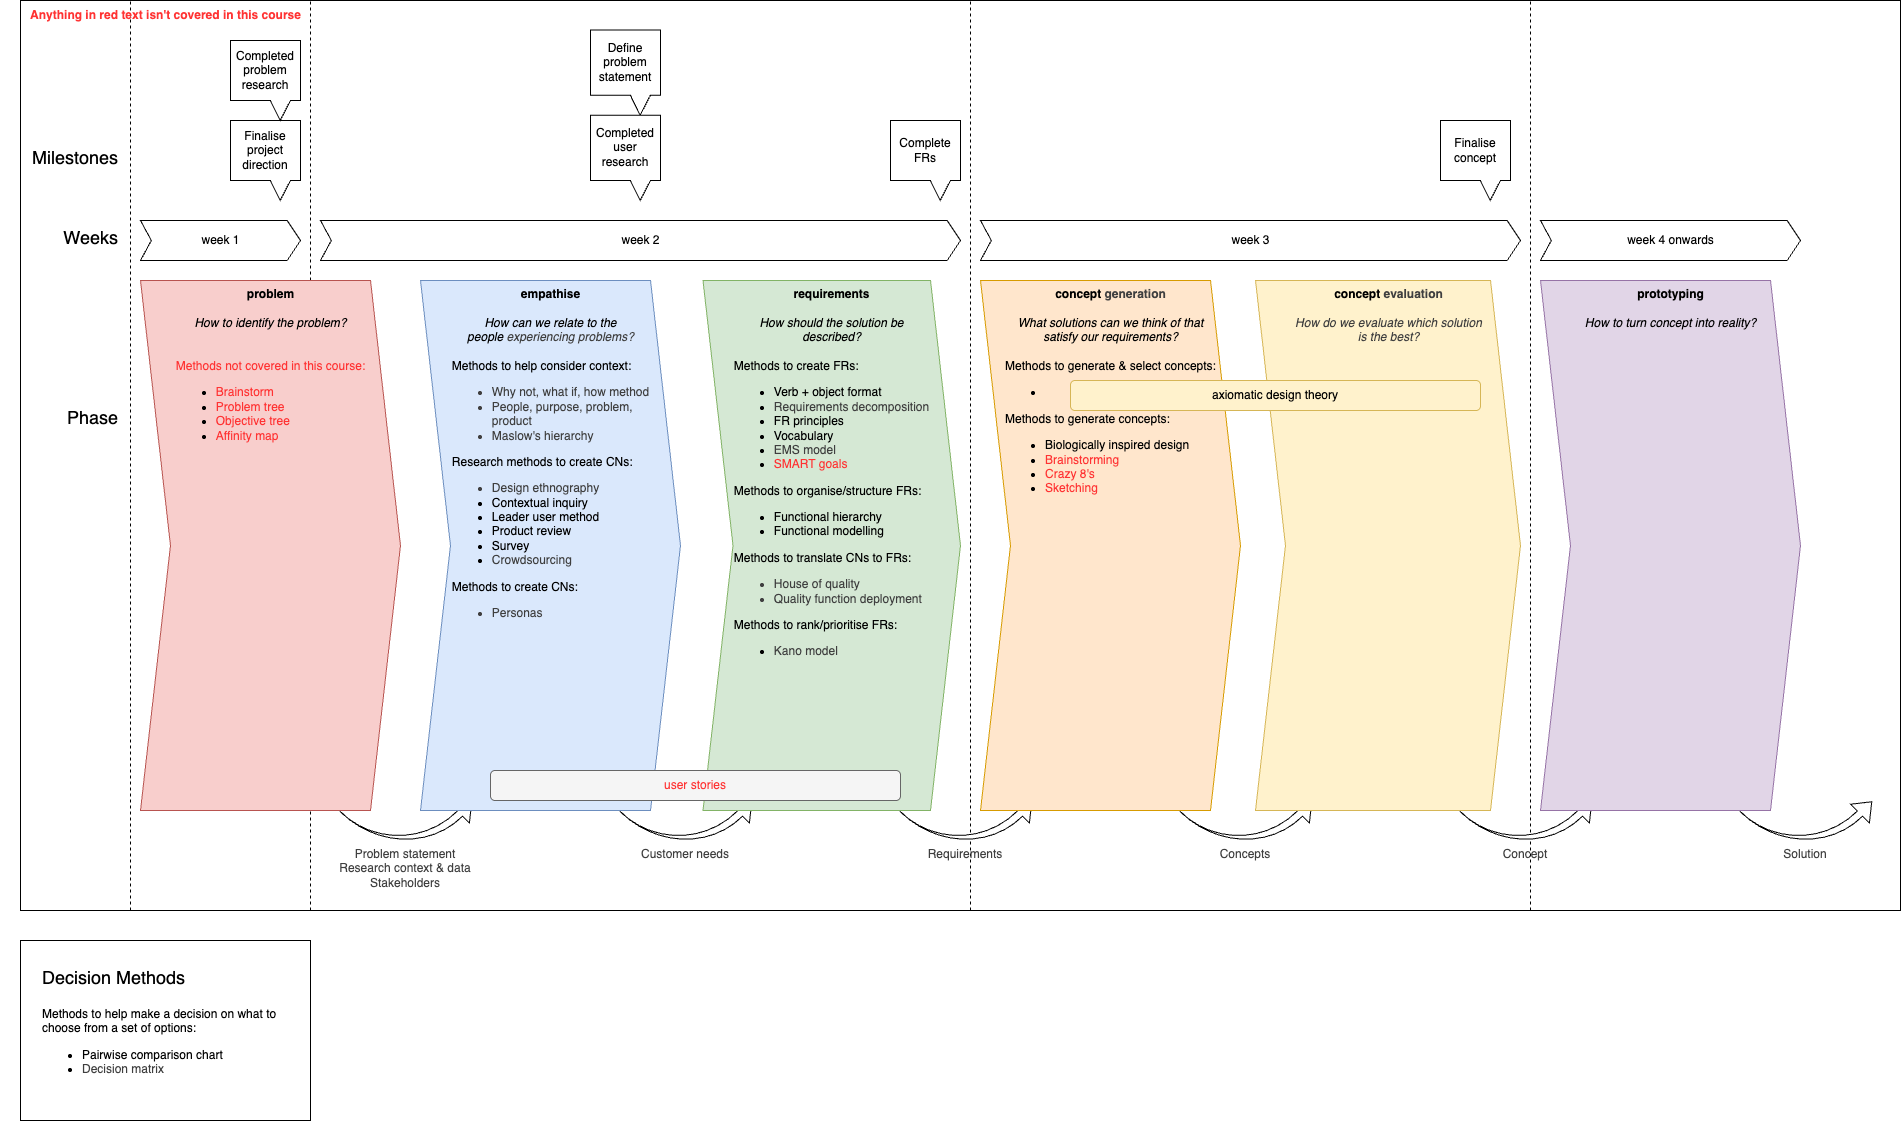 Anything in red text isn't covered in this course
Completed
problem
research
Define
problem
statement
Milestones
Finalise
project
direction
Completed
user
research
Complete
FRs
Finalise
concept
Weeks
week 1
week 2
week 3
week 4 onwards
Phase
problem
How to identify the problem?
Methods not covered in this course:
Brainstorm
Problem tree
Objective tree
Affinity map
empathise
How can we relate to the
people experiencing problems?
Methods to help consider context:
Why not, what if, how method
People, purpose, problem,
product
Maslow's hierarchy
Research methods to create CNs:
Design ethnography
Contextual inquiry
Leader user method
Product review
Survey
Crowdsourcing
Methods to create CNs:
Personas
requirements
How should the solution be
described?
Methods to create FRs:
Verb + object format
Requirements decomposition
FR principles
Vocabulary
EMS model
SMART goals
Methods to organise/structure FRs:
Functional hierarchy
Functional modelling
Methods to translate CNs to FRs:
House of quality
Quality function deployment
Methods to rank/prioritise FRs:
Kano model
user stories
concept generation
What solutions can we think of that
satisfy our requirements?
Methods to generate & select concepts:
axiomatic design theory
Methods to generate concepts:
Biologically inspired design
Brainstorming
Crazy 8's
Sketching
concept evaluation
How do we evaluate which solution
is the best?
prototyping
How to turn concept into reality?
Problem statement
Research context & data
Stakeholders
Customer needs
Requirements
Concepts
Concept
Solution
Decision Methods
Methods to help make a decision on what to
choose from a set of options:
Pairwise comparison chart
Decision matrix